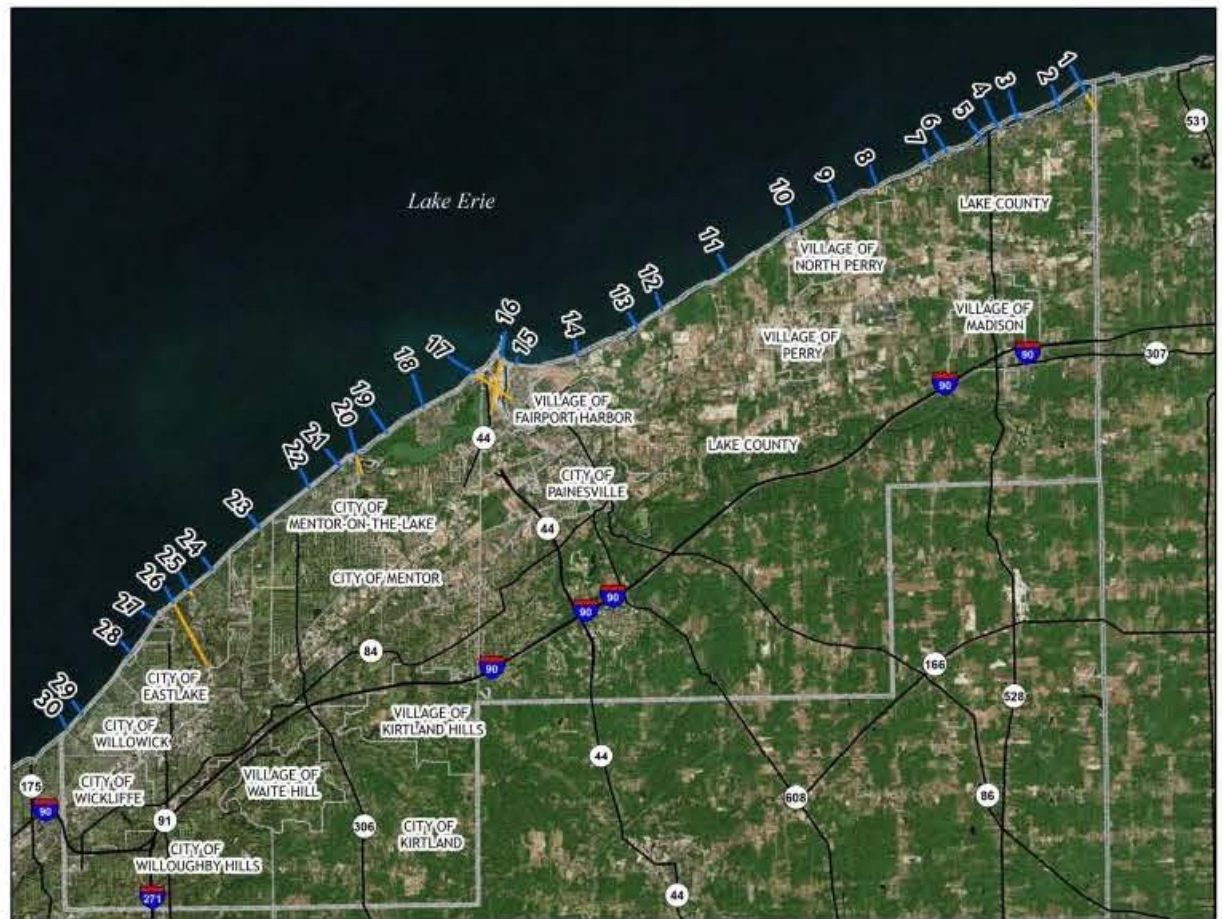 1
2
3
4
5
6
7
8
9
10
11
12
13
14
15
16
17
18
19
20
21
22
23
24
25
26
27
28
29
30
531
Lake Erie
LAKE COUNTY
VILLAGE OF
NORTH PERRY
VILLAGE OF
MADISON
VILLAGE OF
PERRY
90
307
90
VILLAGE OF
FAIRPORT HARBOR
44
LAKE COUNTY
CITY OF
PAINESVILLE
CITY OF
MENTOR-ON-THE-LAKE
44
CITY OF MENTOR
90
90
84
90
166
CITY OF
EASTLAKE
528
VILLAGE OF
KIRTLAND HILLS
CITY OF
WILLOWICK
44
175
CITY OF
WICKLIFFE
VILLAGE OF
WAITE HILL
608
86
90
91
306
CITY OF
KIRTLAND
CITY OF
WILLOUGHBY HILLS
271
44